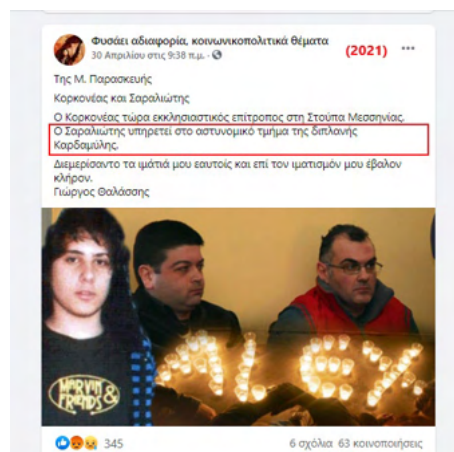 Φυσάει αδιαφορία, κοινωνικοπολιτικά θέματα
30 Απριλίου στις 9:38 π.μ. ·
(2021)
Της Μ. Παρασκευής
Κορκονέας και Σαραλιώτης
Ο Κορκονέας τώρα εκκλησιαστικός επίτροπος στη Στούπα Μεσσηνίας.
Ο Σαραλιώτης υπηρετεί στο αστυνομικό τμήμα της διπλανής
Καρδαμύλης.
Διεμερίσαντο τα ιμάτιά μου εαυτοίς και επί τον ιματισμόν μου έβαλον
κλήρον.
Γιώργος Θαλάσσης
MARVIN
&
FRIENDS
ALEX
345
6 σχόλια 63 κοινοποιήσεις